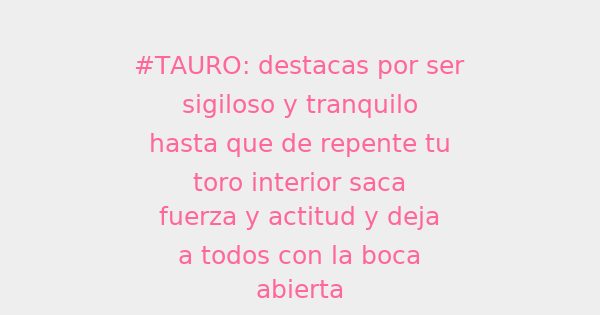 #TAURO: destacas por ser
sigiloso y tranquilo
hasta que de repente tu
toro interior saca
fuerza y actitud y deja
a todos con la boca
abierta